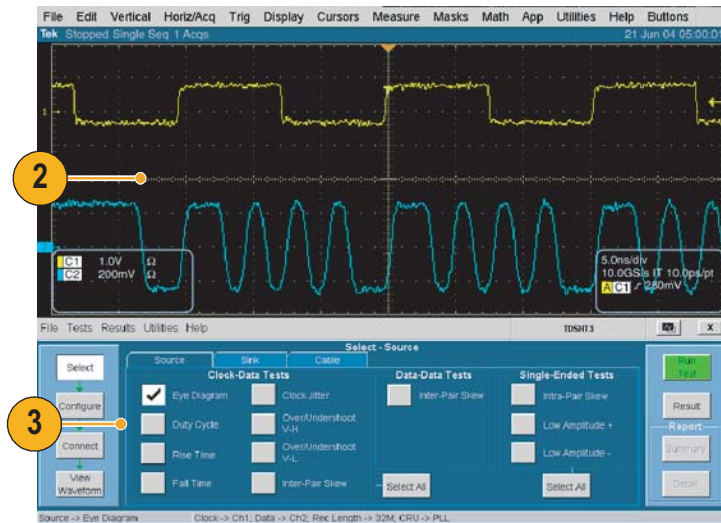 File Edit Vertical Horiz/Acq Trig Display Cursors Measure Masks Math App Utilities Help Buttons
Tek Stopped Single Seq 1 Acqs 21 Jun 04 05:00:01
1
2
2
C1 1.0V Ω
C2 200mV Ω
5.0ns/div
10.0GS/s IT 10.0ps/pt
A C1 280mV
File Tests Results Utilities Help TDSHT3 X
Select - Source
Select
Configure
Connect
View Waveform
3
Source Sink Cable
Clock-Data Tests Data-Data Tests Single-Ended Tests
Eye Diagram Clock Jitter Inter-Pair Skew Intra-Pair Skew
Duty Cycle Over/Undershoot V-H Low Amplitude +
Rise Time Over/Undershoot V-L Low Amplitude -
Fall Time Inter-Pair Skew Select All Select All
Run Test
Result
Report
Summary
Detail
Source -> Eye Diagram Clock -> Ch1; Data -> Ch2; Rec Length -> 32M, CRU -> PLL